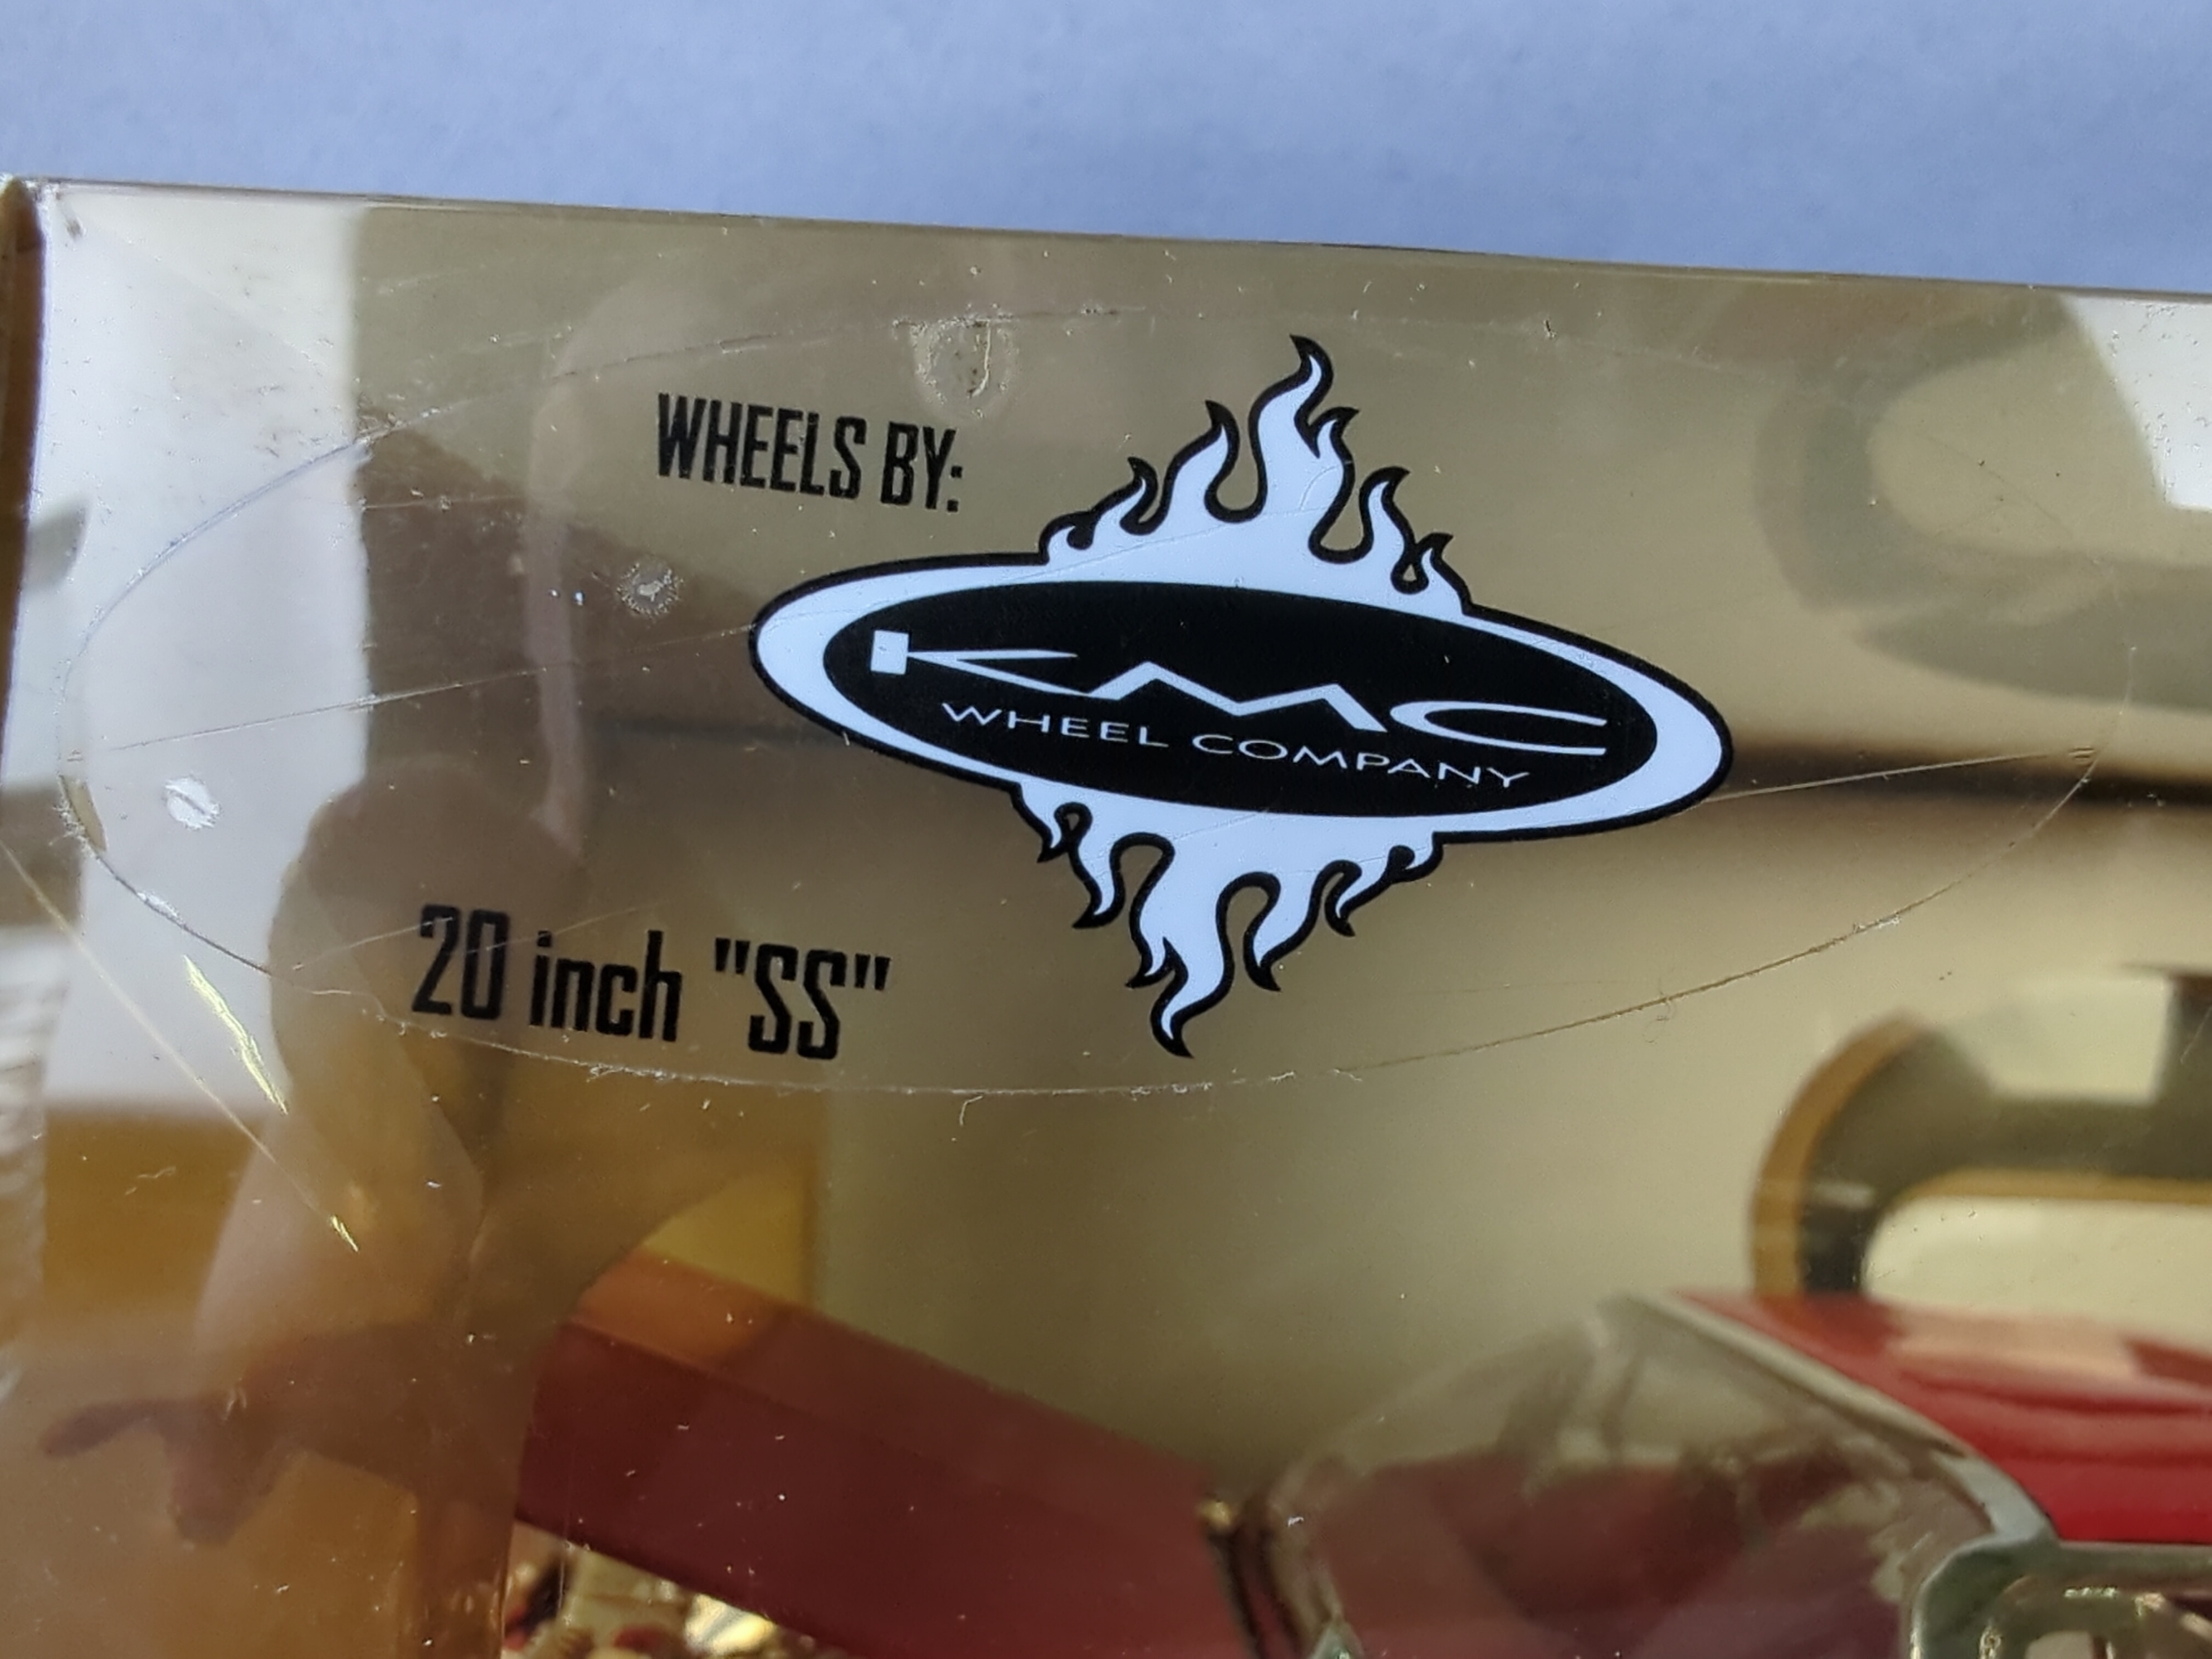 WHEELS BY:
KMC
WHEEL COMPANY
20 inch "SS"